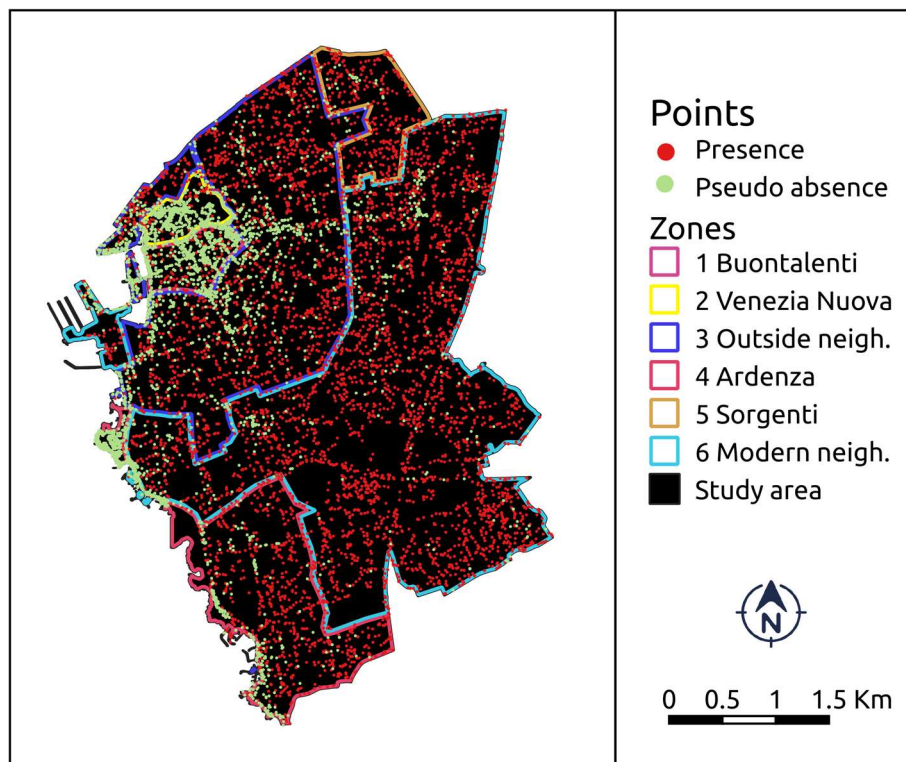 Points
Presence
Pseudo absence
Zones
1 Buontalenti
2 Venezia Nuova
3 Outside neigh.
4 Ardenza
5 Sorgenti
6 Modern neigh.
Study area
N
0 0.5 1 1.5 Km